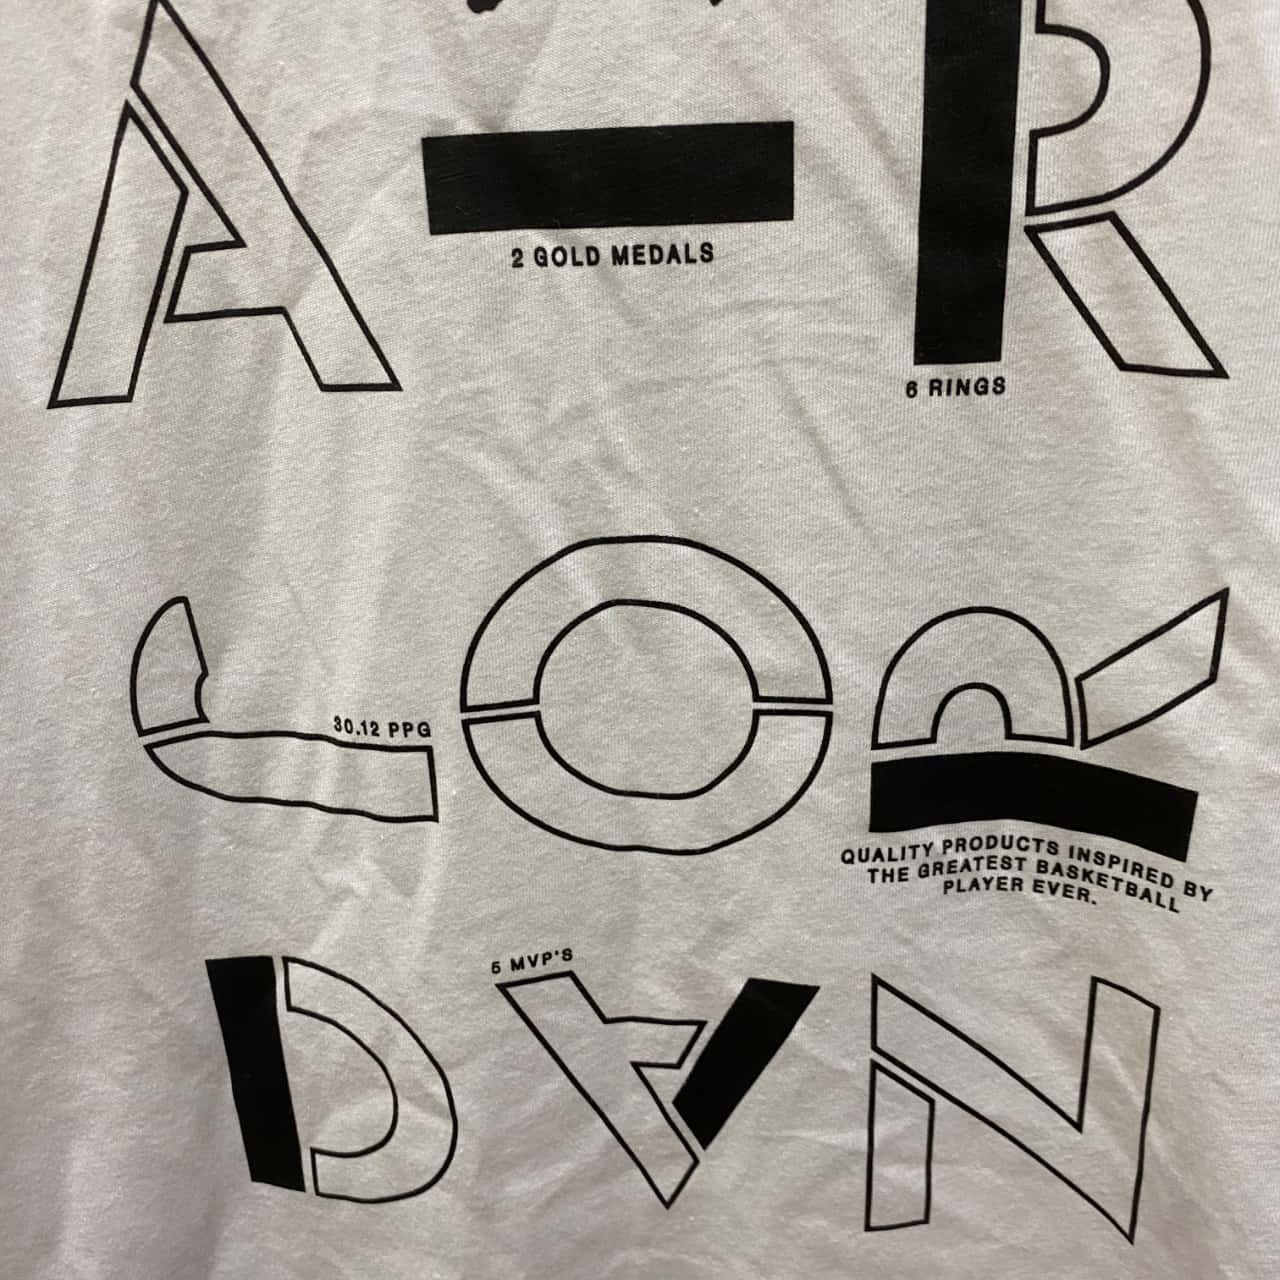 AIR
2 GOLD MEDALS
6 RINGS
JOR
30.12 PPG
QUALITY PRODUCTS INSPIRED BY
THE GREATEST BASKETBALL
PLAYER EVER.
5 MVP'S
DAN